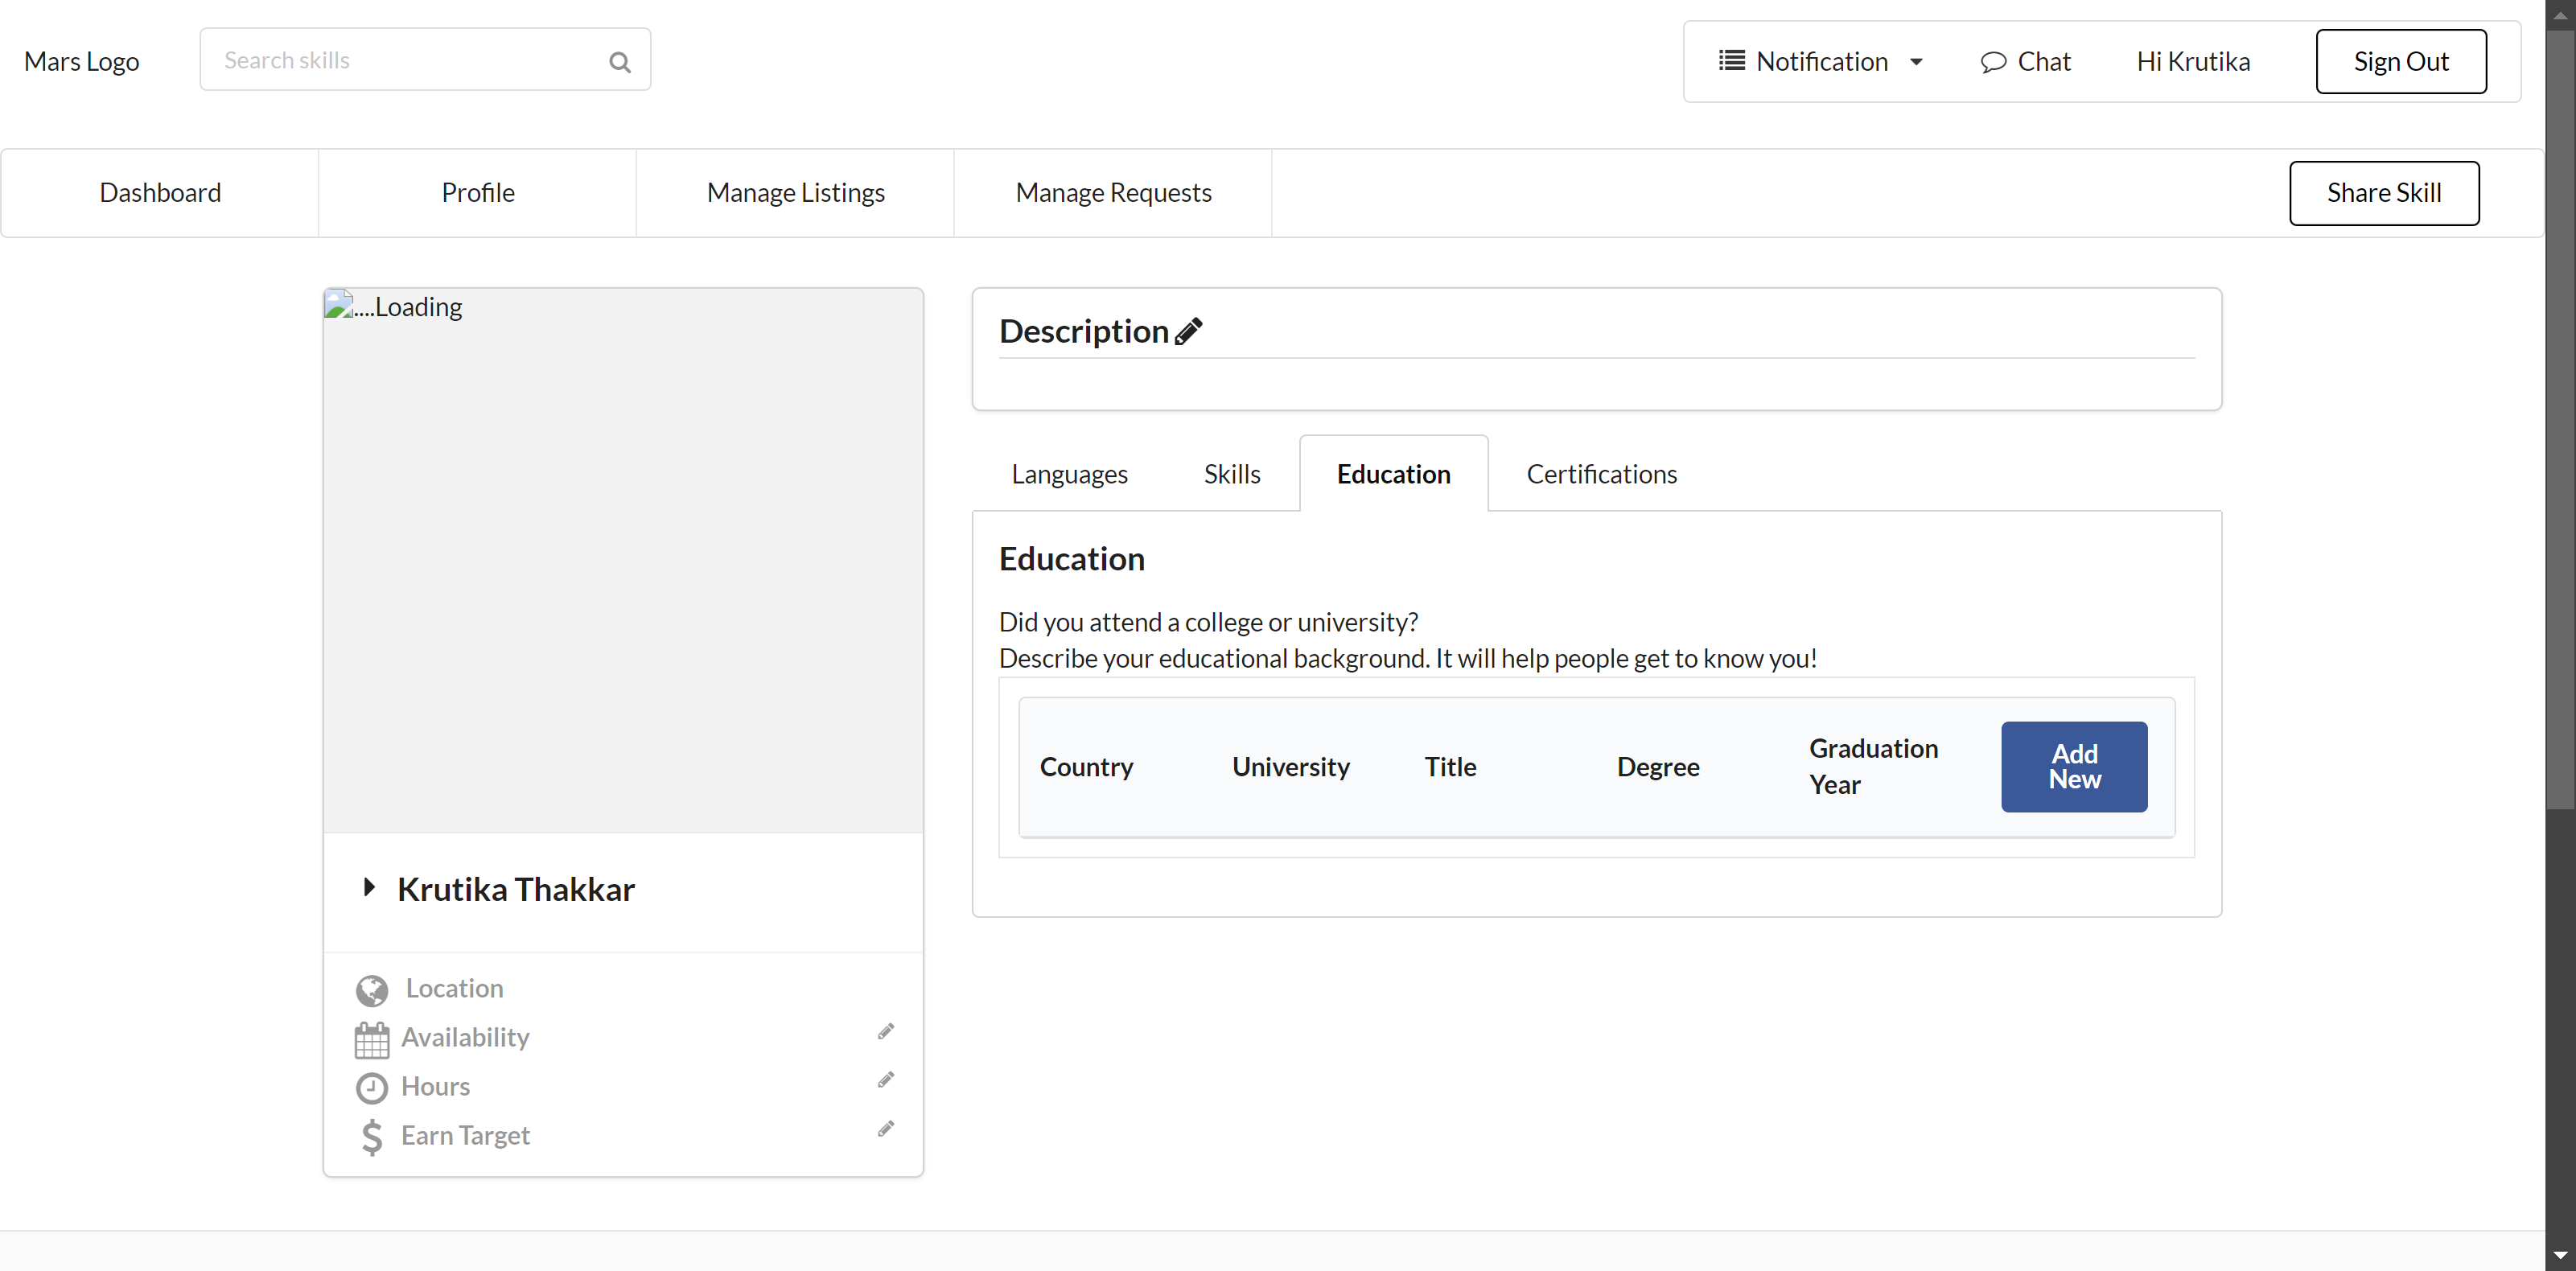 Mars Logo
Search skills
Notification
Chat
Hi Krutika
Sign Out
Dashboard
Profile
Manage Listings
Manage Requests
Share Skill
....Loading
Krutika Thakkar
Location
Availability
Hours
Earn Target
Description
Languages
Skills
Education
Certifications
Education
Did you attend a college or university?
Describe your educational background. It will help people get to know you!
Country
University
Title
Degree
Graduation
Year
Add
New